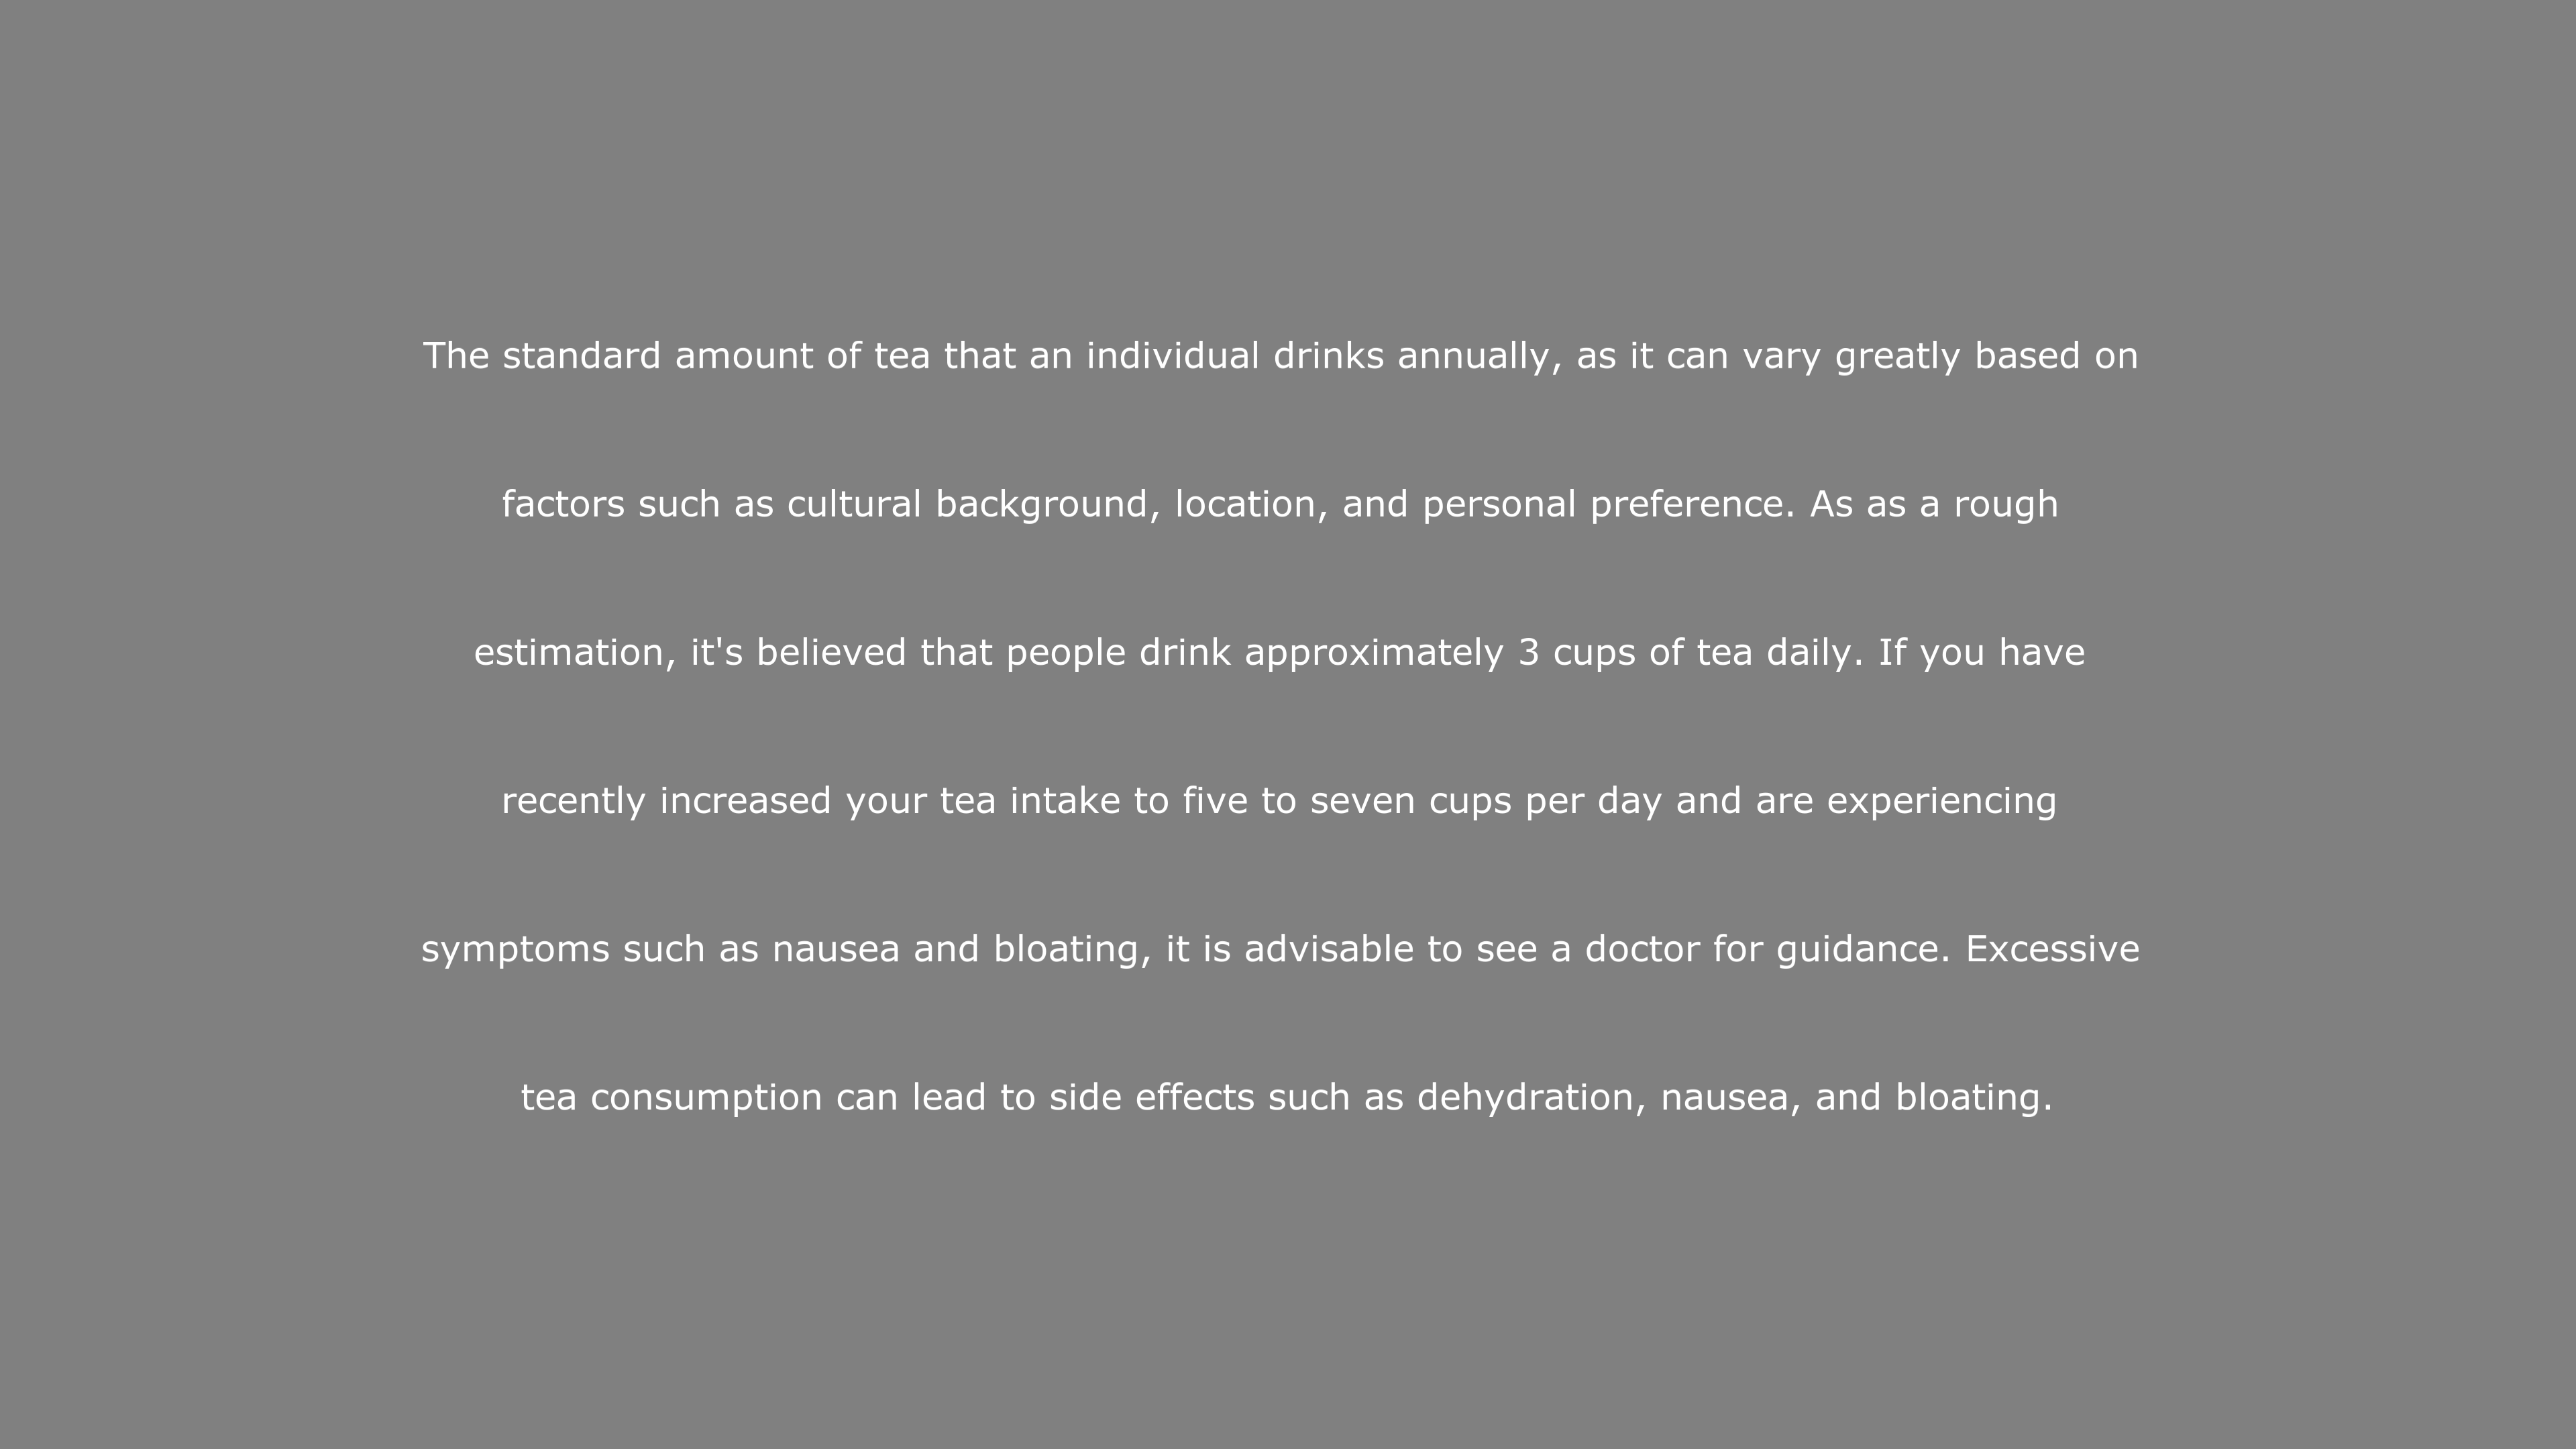 The standard amount of tea that an individual drinks annually, as it can vary greatly based on
factors such as cultural background, location, and personal preference. As as a rough
estimation, it's believed that people drink approximately 3 cups of tea daily. If you have
recently increased your tea intake to five to seven cups per day and are experiencing
symptoms such as nausea and bloating, it is advisable to see a doctor for guidance. Excessive
tea consumption can lead to side effects such as dehydration, nausea, and bloating.